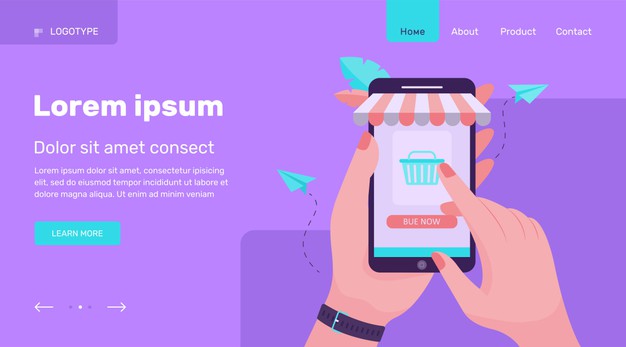 LOGOTYPE
Home
About
Product
Contact
Lorem ipsum
Dolor sit amet consect
Lorem ipsum dolor sit amet, consectetur
adipiscing elit, sed do eiusmod tempor
incididunt ut labore et dolore magna aliqua.
Ut enim ad minim veniam
LEARN MORE
BUE NOW